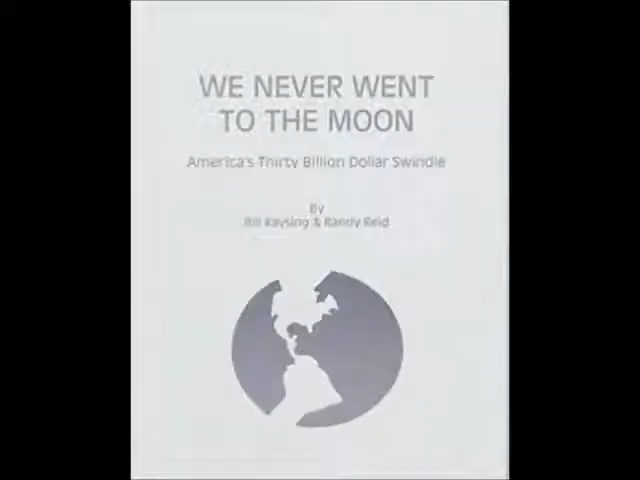 WE NEVER WENT
TO THE MOON
America's Thirty Billion Dollar Swindle
By
Bill Kaysing & Randy Reid